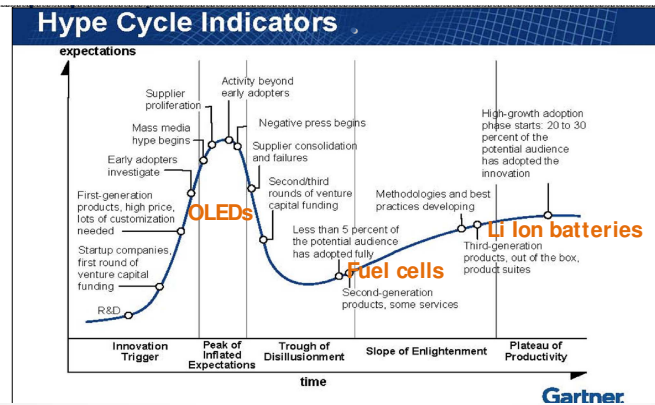 Hype Cycle Indicators
expectations
Activity beyond
early adopters
Supplier
proliferation
Negative press begins
Mass media
hype begins
Supplier consolidation
and failures
Early adopters
investigate
Second/third
rounds of venture
capital funding
First-generation
products, high price,
lots of customization
needed
OLEDs
Startup companies,
first round of
venture capital
funding
R&D
Less than 5 percent of
the potential audience
has adopted fully
Fuel cells
Second-generation
products, some services
Methodologies and best
practices developing
High-growth adoption
phase starts: 20 to 30
percent of the
potential audience
has adopted the
innovation
Li Ion batteries
Third-generation
products, out of the box,
product suites
Innovation
Trigger
Peak of
Inflated
Expectations
Trough of
Disillusionment
Slope of Enlightenment
Plateau of
Productivity
time
Gartner